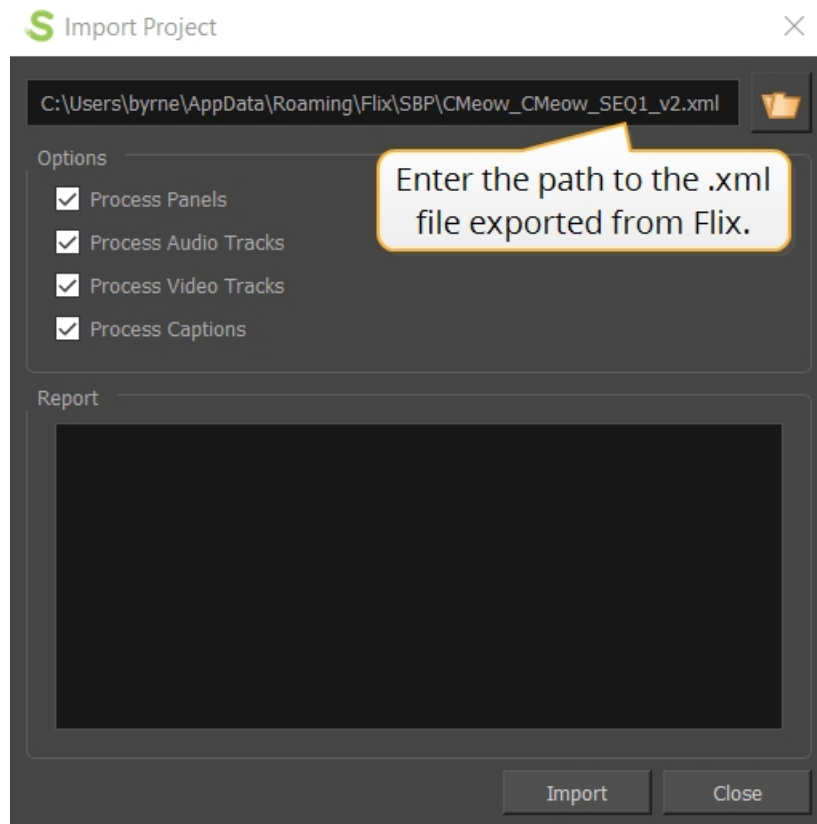 Import Project
C:\Users\byrne\AppData\Roaming\Flix\SBP\CMeow_CMeow_SEQ1_v2.xml
Options
Enter the path to the .xml
file exported from Flix.
Process Panels
Process Audio Tracks
Process Video Tracks
Process Captions
Report
Import
Close